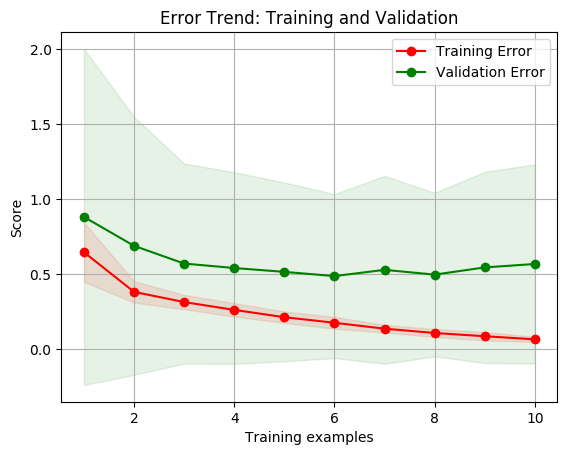 Error Trend: Training and Validation
Training Error
Validation Error
2.0
1.5
1.0
0.5
0.0
Score
2
4
6
8
10
Training examples